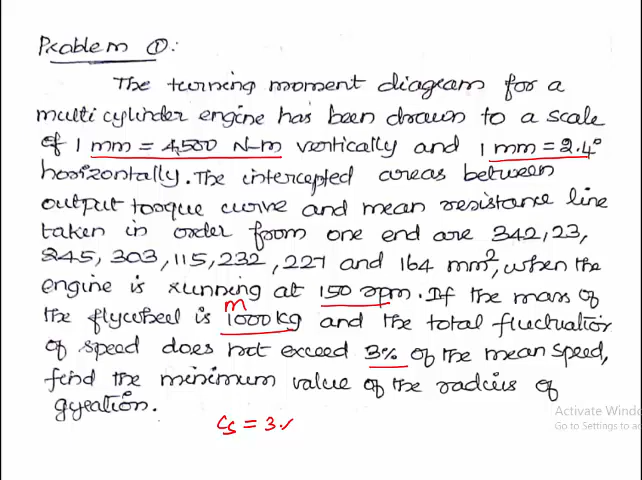 Problem ①:
The turning moment diagram for a
multi cylinder engine has been drawn to a scale
of 1 mm = 4,500 N-m vertically and 1 mm = 2.4°
horizontally. The intercepted areas between
output torque curve and mean resistance line
taken in order from one end are 342, 23,
245, 303, 115, 232, 227 and 164 mm², when the
engine is running at 150 rpm. If the mass of
m
the flywheel is 1000 kg and the total fluctuation
of speed does not exceed 3% of the mean speed,
find the minimum value of the radius of
gyration.
Cs = 3.
Activate Wind
Go to Settings to a